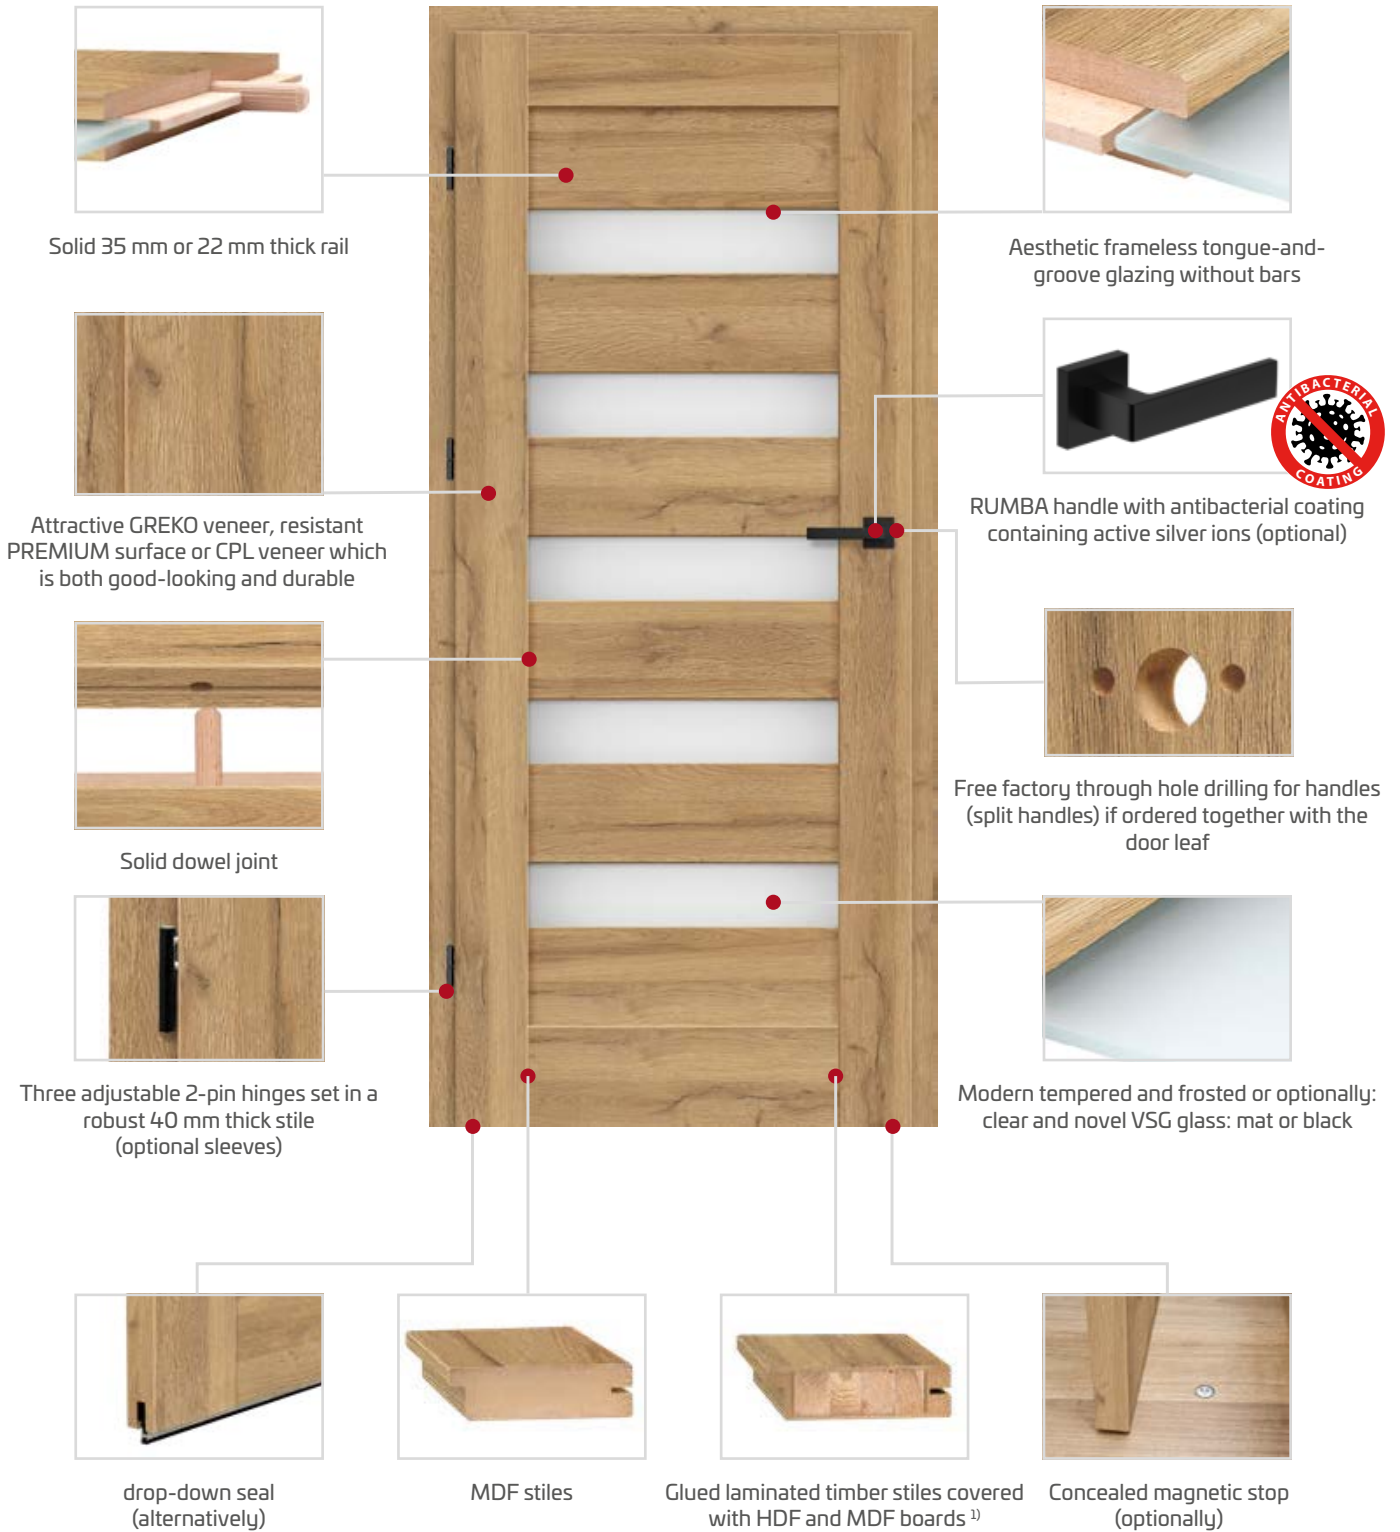 Solid 35 mm or 22 mm thick rail
Aesthetic frameless tongue-and-
groove glazing without bars
ANTIBACTERIAL
COATING
RUMBA handle with antibacterial coating
containing active silver ions (optional)
Attractive GREKO veneer, resistant
PREMIUM surface or CPL veneer which
is both good-looking and durable
Free factory through hole drilling for handles
(split handles) if ordered together with the
door leaf
Solid dowel joint
Three adjustable 2-pin hinges set in a
robust 40 mm thick stile
(optional sleeves)
Modern tempered and frosted or optionally:
clear and novel VSG glass: mat or black
drop-down seal
(alternatively)
MDF stiles
Glued laminated timber stiles covered
with HDF and MDF boards ¹⁾
Concealed magnetic stop
(optionally)